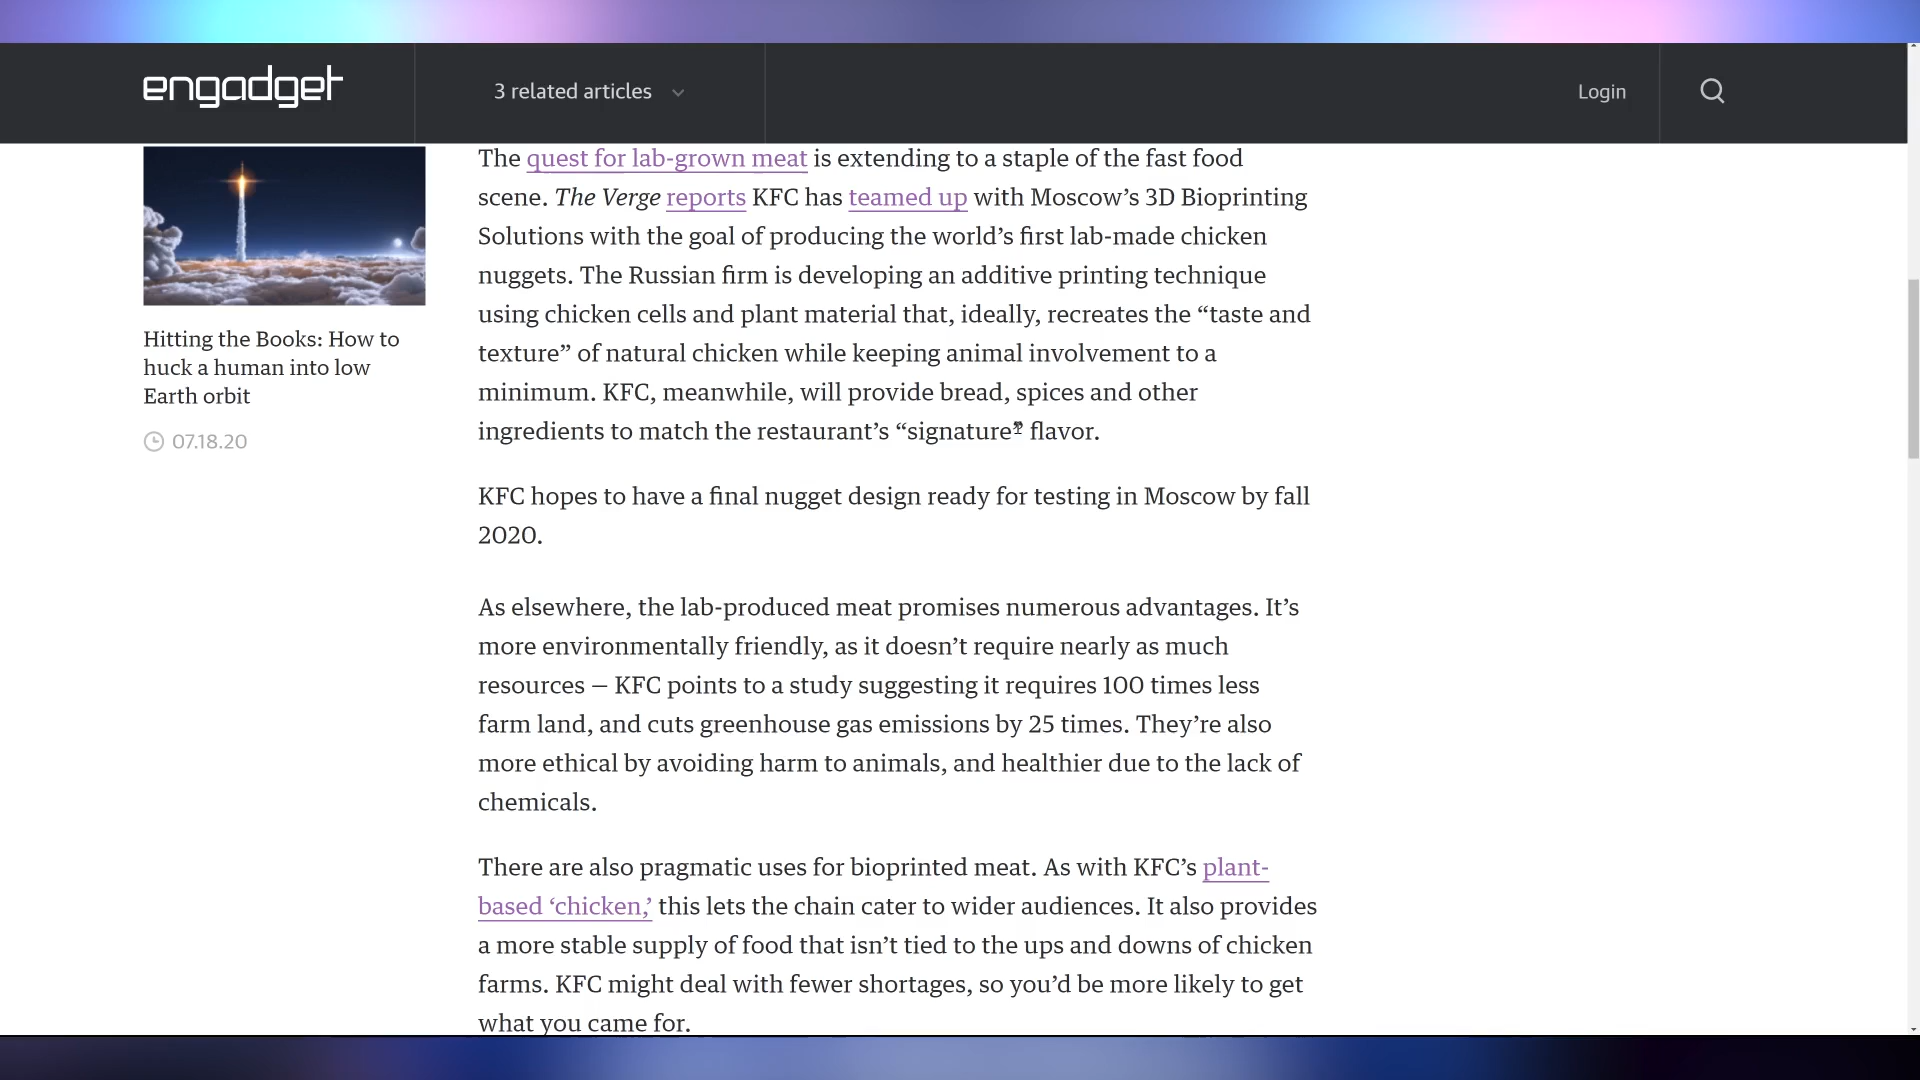 engadget
3 related articles
Login
Hitting the Books: How to
huck a human into low
Earth orbit
07.18.20
The quest for lab-grown meat is extending to a staple of the fast food
scene. The Verge reports KFC has teamed up with Moscow’s 3D Bioprinting
Solutions with the goal of producing the world’s first lab-made chicken
nuggets. The Russian firm is developing an additive printing technique
using chicken cells and plant material that, ideally, recreates the “taste and
texture” of natural chicken while keeping animal involvement to a
minimum. KFC, meanwhile, will provide bread, spices and other
ingredients to match the restaurant’s “signature” flavor.
KFC hopes to have a final nugget design ready for testing in Moscow by fall
2020.
As elsewhere, the lab-produced meat promises numerous advantages. It’s
more environmentally friendly, as it doesn’t require nearly as much
resources — KFC points to a study suggesting it requires 100 times less
farm land, and cuts greenhouse gas emissions by 25 times. They’re also
more ethical by avoiding harm to animals, and healthier due to the lack of
chemicals.
There are also pragmatic uses for bioprinted meat. As with KFC’s plant-
based ‘chicken,’ this lets the chain cater to wider audiences. It also provides
a more stable supply of food that isn’t tied to the ups and downs of chicken
farms. KFC might deal with fewer shortages, so you’d be more likely to get
what you came for.